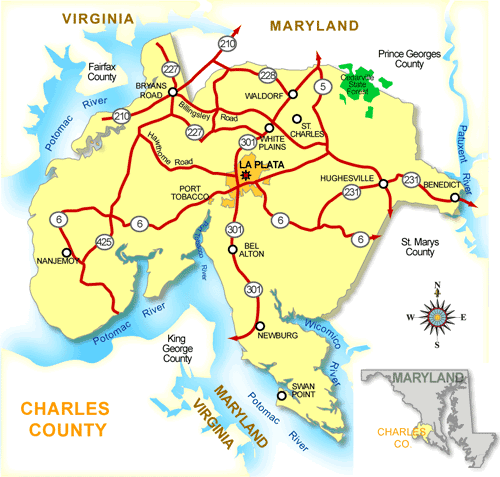 VIRGINIA
MARYLAND
210
Prince Georges
County
Fairfax
County
227
228
5
Cedarville
State
Forest
BRYANS
ROAD
WALDORF
Potomac River
210
Billingsley Road
ST
CHARLES
227
301
WHITE
PLAINS
Patuxent River
Hawthorne Road
LA PLATA
HUGHESVILLE
231
231
BENEDICT
PORT
TOBACCO
6
6
6
6
425
301
St. Marys
County
NANJEMOY
BEL
ALTON
P. Tobacco River
301
N
W E
S
Potomac River
Wicomico River
King
George
County
NEWBURG
SWAN
POINT
MARYLAND
VIRGINIA
Potomac River
CHARLES
COUNTY
MARYLAND
CHARLES
CO.